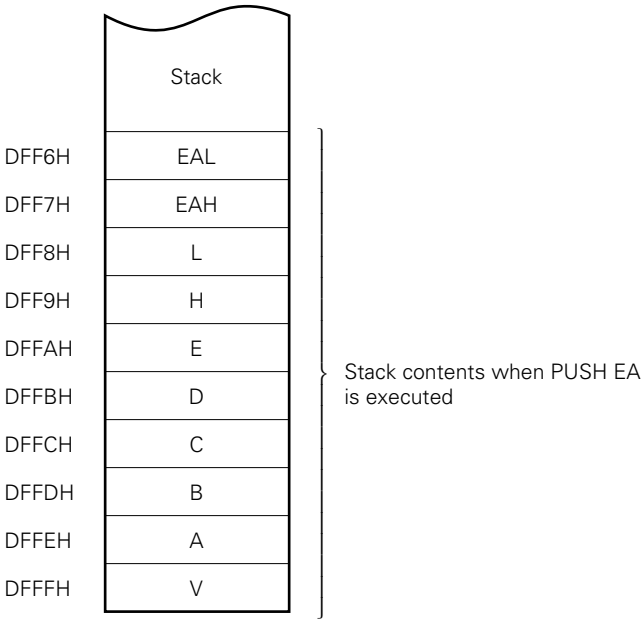 Stack
DFF6H EAL
DFF7H EAH
DFF8H L
DFF9H H
DFFAH E
DFFBH D
DFFCH C
DFFDH B
DFFEH A
DFFFH V
Stack contents when PUSH EA
is executed